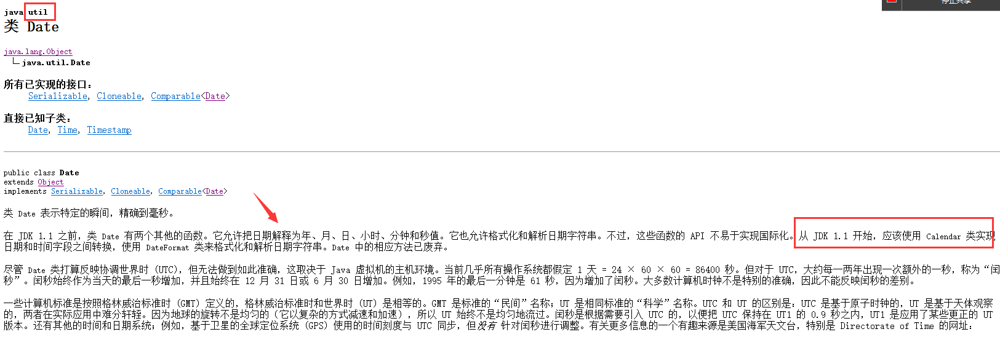 java.util
停止共享
类 Date
java.lang.Object
java.util.Date
所有已实现的接口：
Serializable, Cloneable, Comparable<Date>
直接已知子类：
Date, Time, Timestamp
public class Date
extends Object
implements Serializable, Cloneable, Comparable<Date>
类 Date 表示特定的瞬间，精确到毫秒。
在 JDK 1.1 之前，类 Date 有两个其他的函数。它允许把日期解释为年、月、日、小时、分钟和秒值。它也允许格式化和解析日期字符串。不过，这些函数的 API 不易于实现国际化。从 JDK 1.1 开始，应该使用 Calendar 类实现
日期和时间字段之间转换，使用 DateFormat 类来格式化和解析日期字符串。Date 中的相应方法已废弃。
尽管 Date 类打算反映协调世界时 (UTC)，但无法做到如此准确，这取决于 Java 虚拟机的主机环境。当前几乎所有操作系统都假定 1 天 = 24 × 60 × 60 = 86400 秒。但对于 UTC，大约每一两年出现一次额外的一秒，称为“闰
秒”。闰秒始终作为当天的最后一秒增加，并且始终在 12 月 31 日或 6 月 30 日增加。例如，1995 年的最后一分钟是 61 秒，因为增加了闰秒。大多数计算机时钟不是特别的准确，因此不能反映闰秒的差别。
一些计算机标准是按照格林威治标准时 (GMT) 定义的，格林威治标准时和世界时 (UT) 是相等的。GMT 是标准的“民间”名称；UT 是相同标准的“科学”名称。UTC 和 UT 的区别是：UTC 是基于原子时钟的，UT 是基于天体观察
的，两者在实际应用中难分轩轾。因为地球的旋转不是均匀的（它以复杂的方式减速和加速），所以 UT 始终不是均匀地流过。闰秒是根据需要引入 UTC 的，以便把 UTC 保持在 UT1 的 0.9 秒之内，UT1 是应用了某些更正的 UT
版本。还有其他的时间和日期系统；例如，基于卫星的全球定位系统 (GPS) 使用的时间刻度与 UTC 同步，但没有 针对闰秒进行调整。有关更多信息的一个有趣来源是美国海军天文台，特别是 Directorate of Time 的网址：